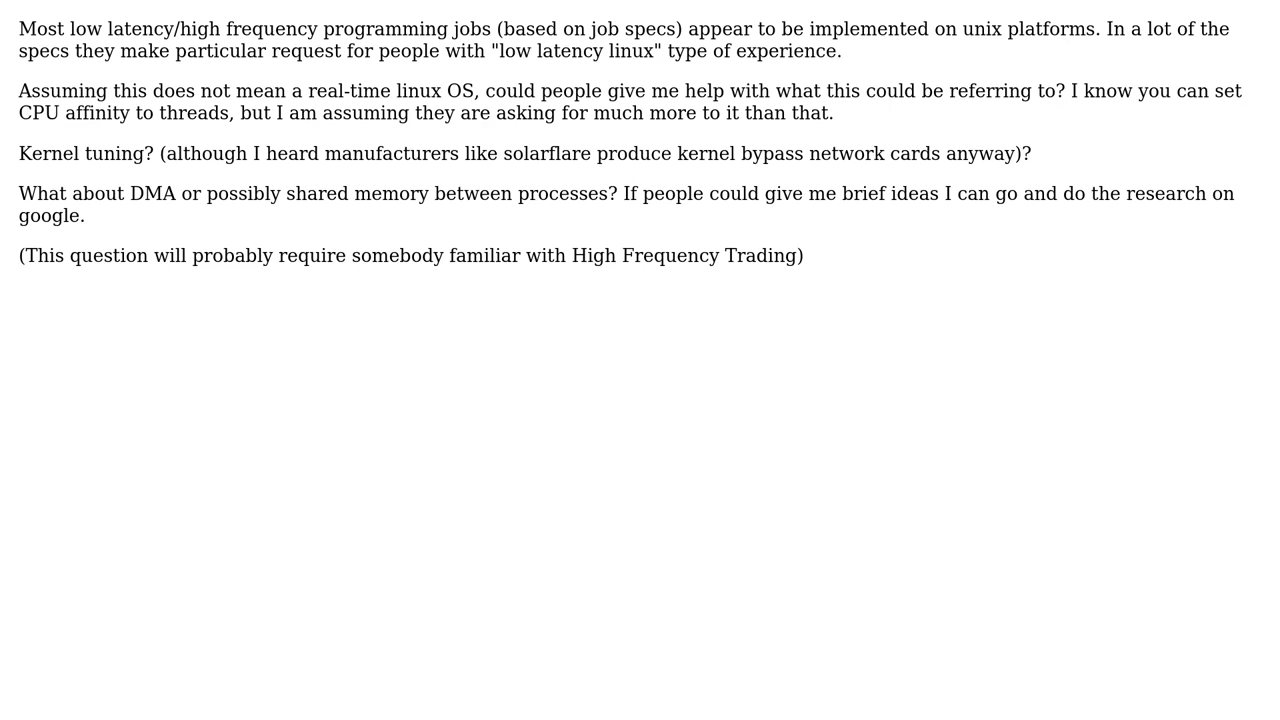 Most low latency/high frequency programming jobs (based on job specs) appear to be implemented on unix platforms. In a lot of the
specs they make particular request for people with "low latency linux" type of experience.
Assuming this does not mean a real-time linux OS, could people give me help with what this could be referring to? I know you can set
CPU affinity to threads, but I am assuming they are asking for much more to it than that.
Kernel tuning? (although I heard manufacturers like solarflare produce kernel bypass network cards anyway)?
What about DMA or possibly shared memory between processes? If people could give me brief ideas I can go and do the research on
google.
(This question will probably require somebody familiar with High Frequency Trading)